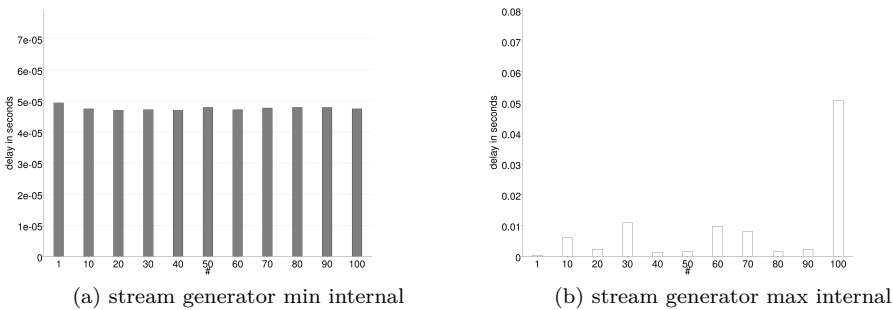 7e-05
6e-05
5e-05
4e-05
3e-05
2e-05
1e-05
0
delay in seconds
1 10 20 30 40 50 60 70 80 90 100
#
(a) stream generator min internal
0.08
0.07
0.06
0.05
0.04
0.03
0.02
0.01
0
delay in seconds
1 10 20 30 40 50 60 70 80 90 100
#
(b) stream generator max internal